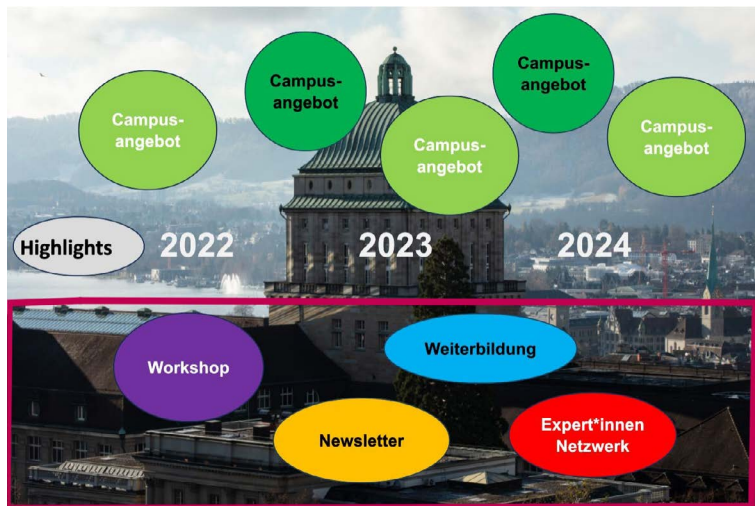 Campus-
angebot
Campus-
angebot
Campus-
angebot
Campus-
angebot
Campus-
angebot
Highlights
2022
2023
2024
Workshop
Weiterbildung
Newsletter
Expert*innen
Netzwerk